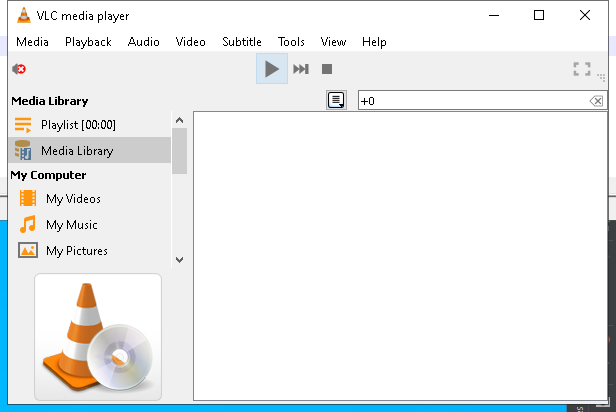 VLC media player
Media Playback Audio Video Subtitle Tools View Help
Media Library
+0
Playlist [00:00]
Media Library
My Computer
My Videos
My Music
My Pictures